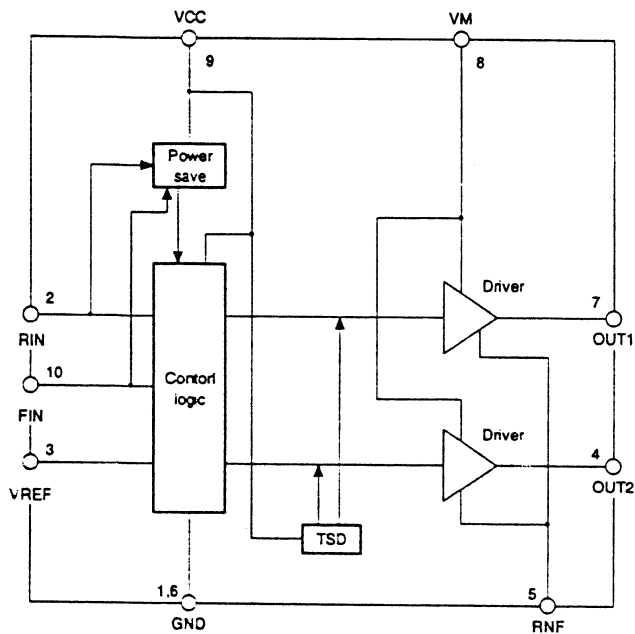 VCC
VM
9
8
Power
save
2
Driver
7
RIN
OUT1
10
Contorl
logic
FIN
3
Driver
4
VREF
OUT2
TSD
1,6
5
GND
RNF